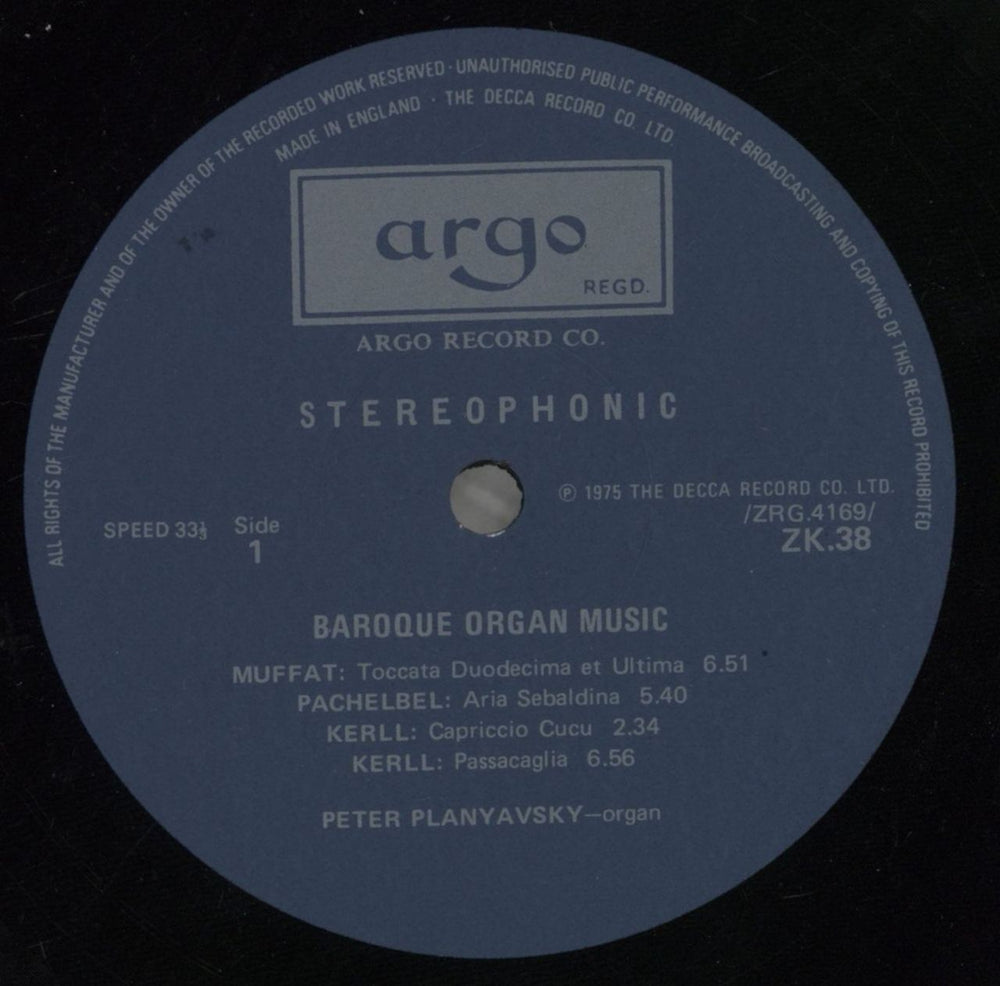 ALL RIGHTS OF THE MANUFACTURER AND OF THE OWNER OF THE RECORDED WORK RESERVED · UNAUTHORISED PUBLIC PERFORMANCE BROADCASTING AND COPYING OF THIS RECORD PROHIBITED
MADE IN ENGLAND · THE DECCA RECORD CO. LTD.
argo
REGD.
ARGO RECORD CO.
STEREOPHONIC
℗ 1975 THE DECCA RECORD CO. LTD.
/ZRG.4169/
SPEED 33⅓ Side ZK.38
1
BAROQUE ORGAN MUSIC
MUFFAT: Toccata Duodecima et Ultima 6.51
PACHELBEL: Aria Sebaldina 5.40
KERLL: Capriccio Cucu 2.34
KERLL: Passacaglia 6.56
PETER PLANYAVSKY—organ